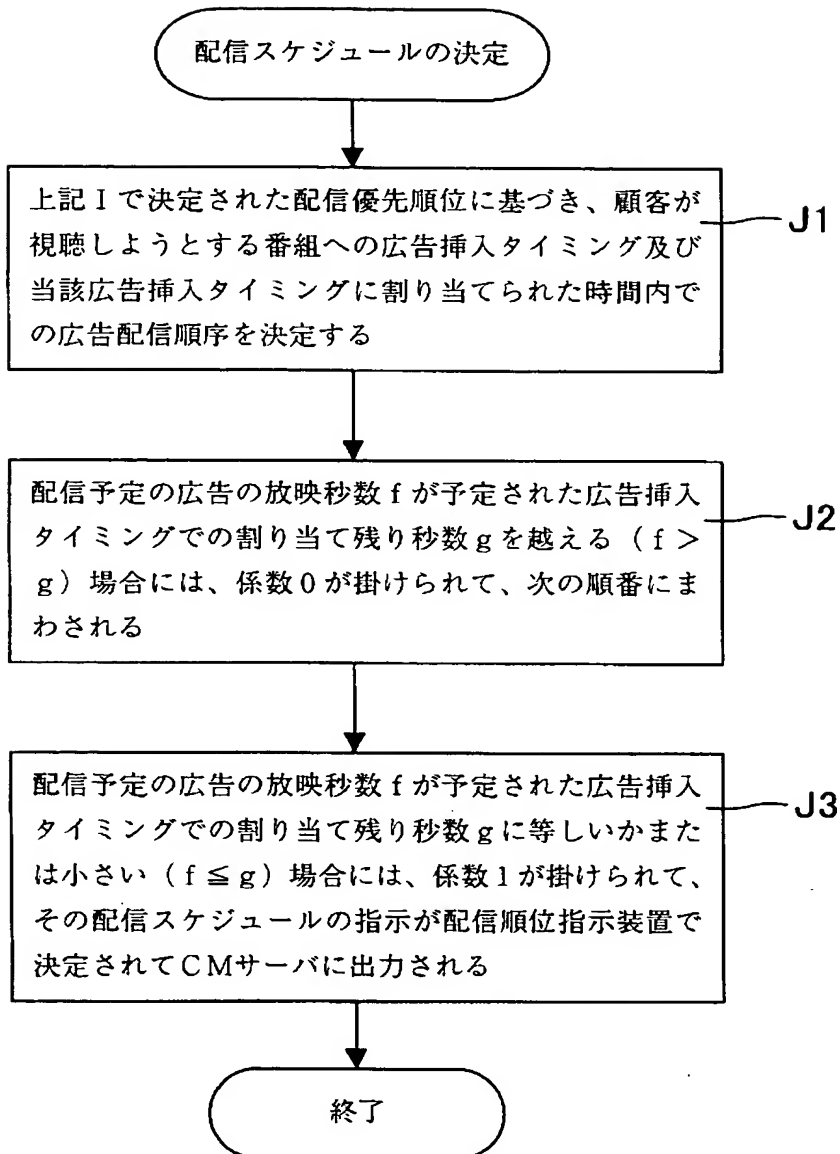 配信スケジュールの決定
上記Ｉで決定された配信優先順位に基づき、顧客が
視聴しようとする番組への広告挿入タイミング及び
当該広告挿入タイミングに割り当てられた時間内で
の広告配信順序を決定する
J1
配信予定の広告の放映秒数ｆが予定された広告挿入
タイミングでの割り当て残り秒数ｇを越える（ｆ＞
ｇ）場合には、係数０が掛けられて、次の順番にま
わされる
J2
配信予定の広告の放映秒数ｆが予定された広告挿入
タイミングでの割り当て残り秒数ｇに等しいかまた
は小さい（ｆ≦ｇ）場合には、係数１が掛けられて、
その配信スケジュールの指示が配信順位指示装置で
決定されてＣＭサーバに出力される
J3
終了